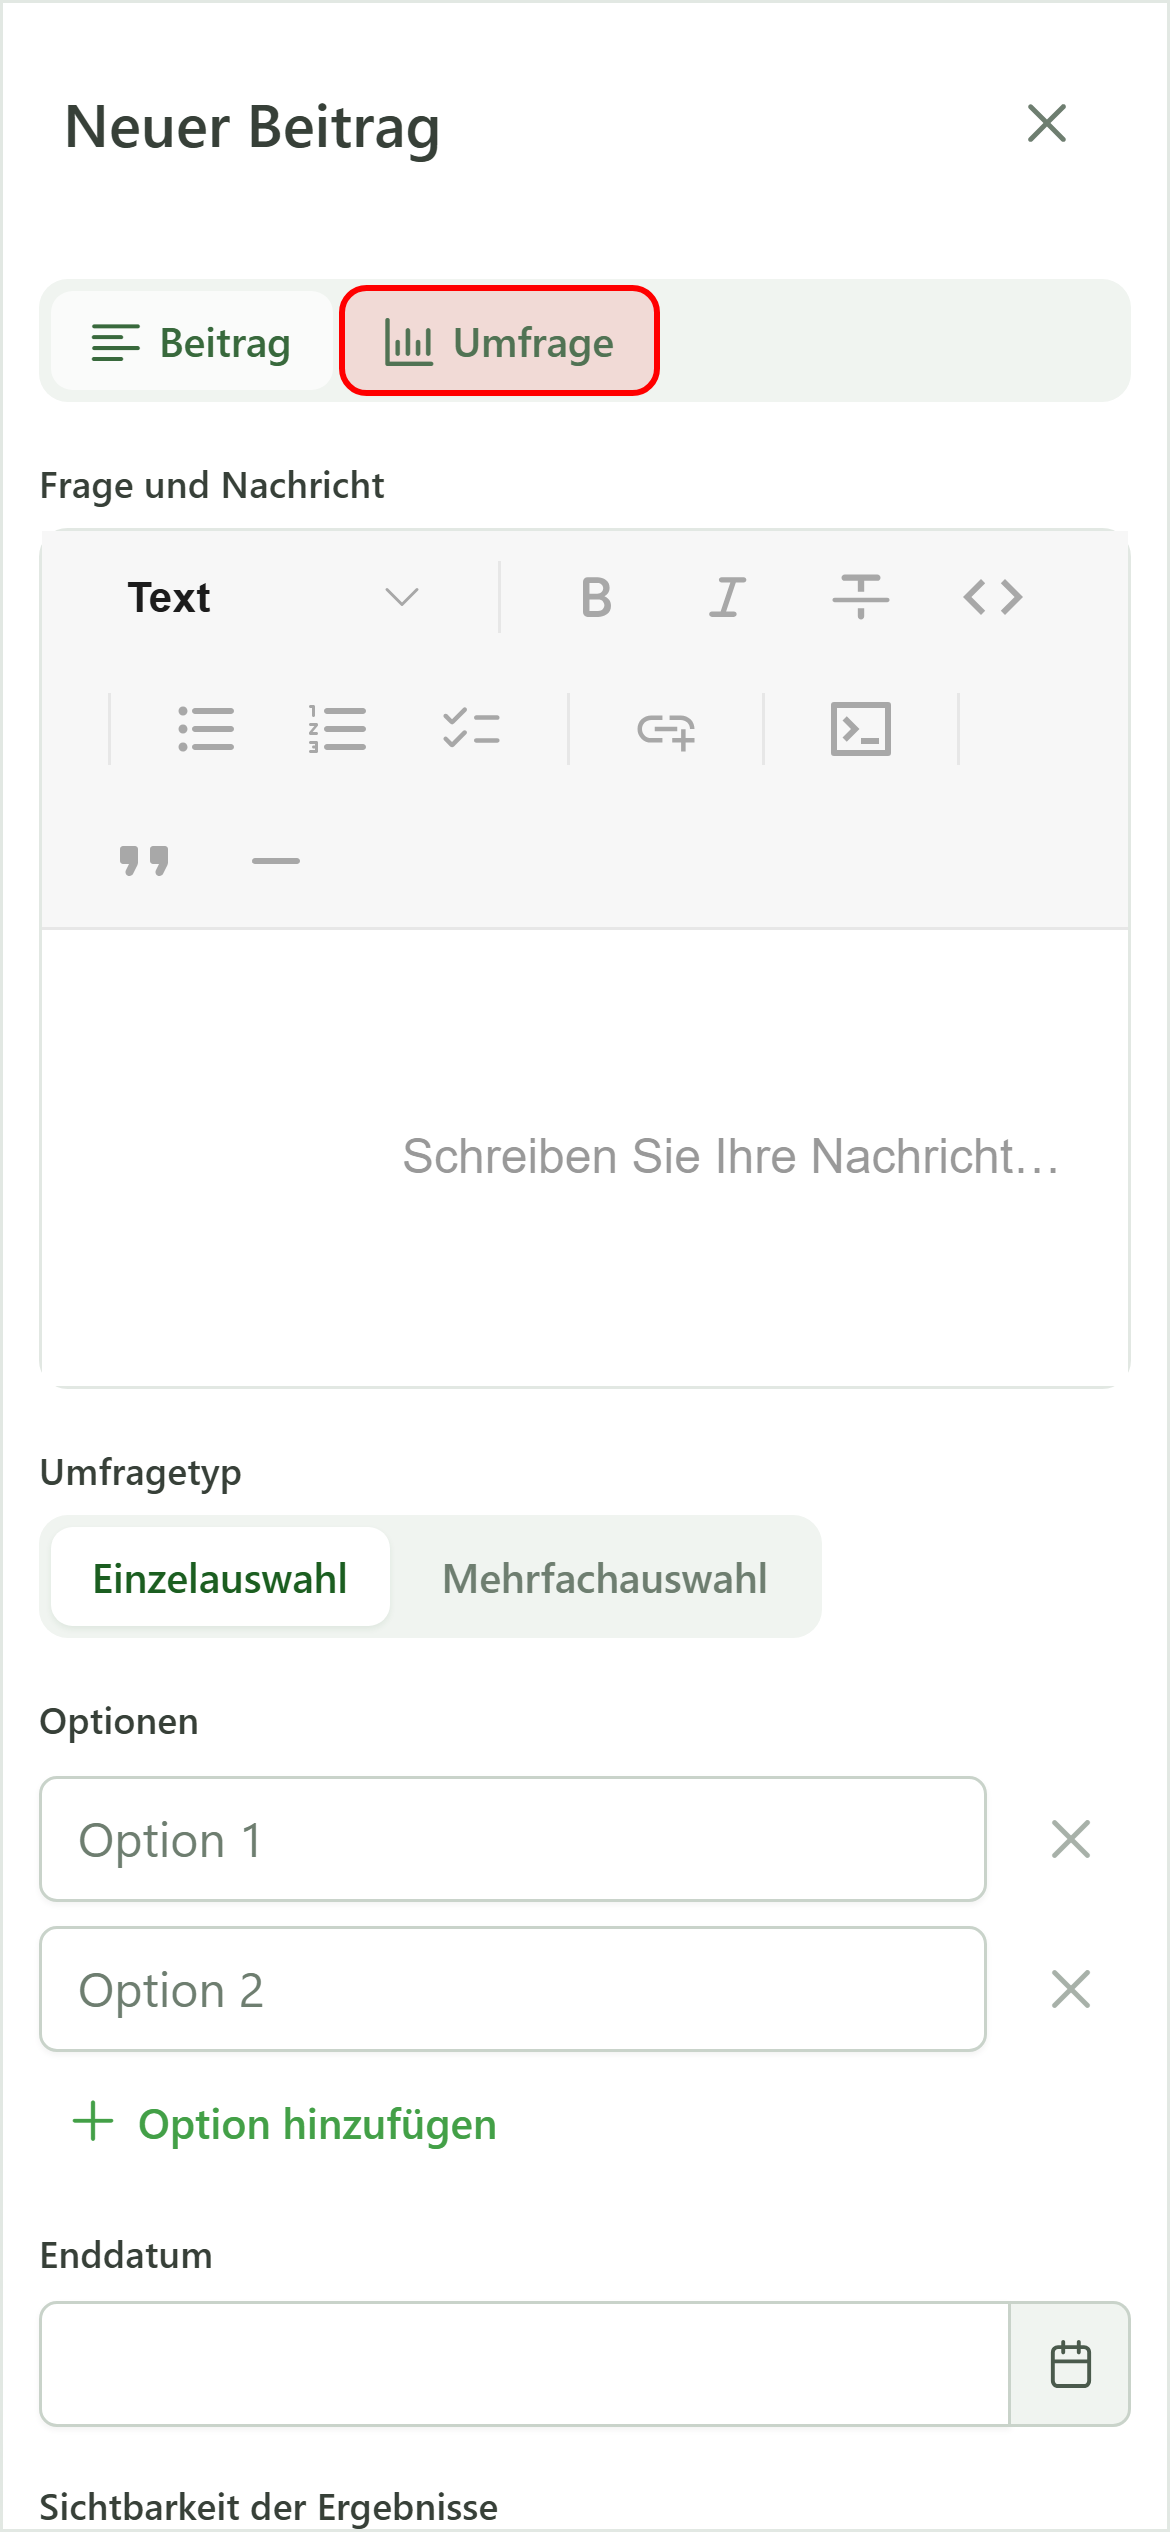 Neuer Beitrag
Beitrag
Umfrage
Frage und Nachricht
Text
Schreiben Sie Ihre Nachricht...
Umfragetyp
Einzelauswahl
Mehrfachauswahl
Optionen
Option 1
Option 2
Option hinzufügen
Enddatum
Sichtbarkeit der Ergebnisse